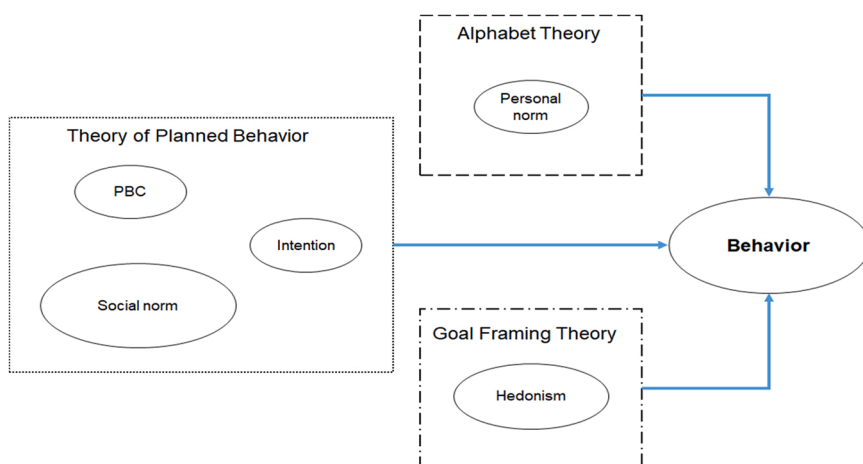 Alphabet Theory
Personal
norm
Theory of Planned Behavior
PBC
Intention
Social norm
Behavior
Goal Framing Theory
Hedonism